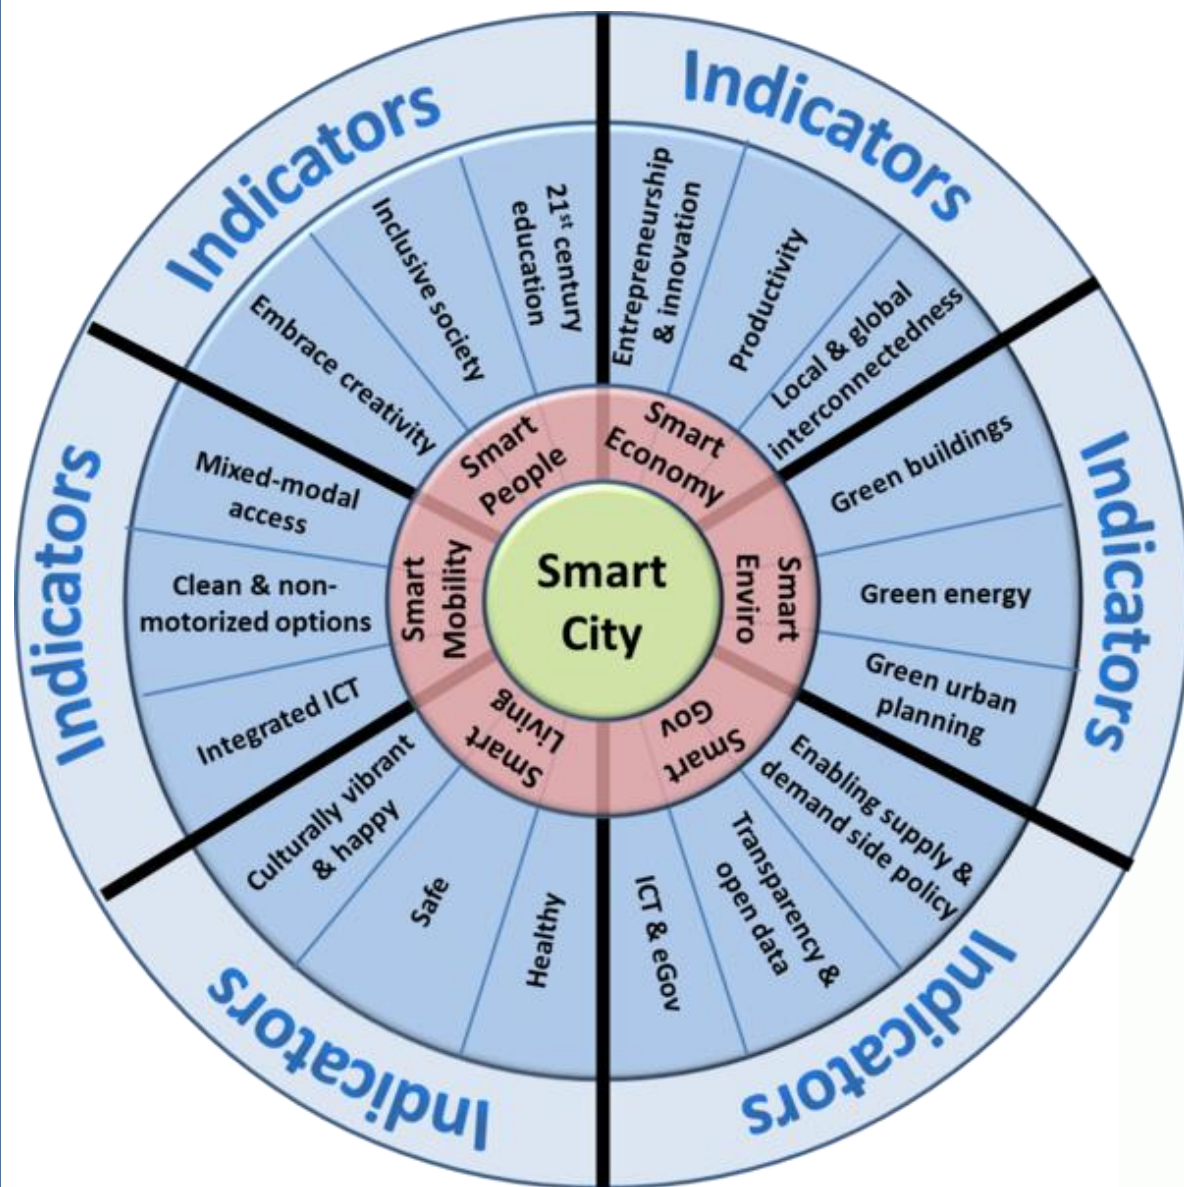 Smart
City
Smart
Economy
Entrepreneurship
& innovation
Productivity
Local & global
interconnectedness
Indicators
Smart
Enviro
Green buildings
Green energy
Green urban
planning
Indicators
Smart
Gov
Enabling supply &
demand side policy
Transparency &
open data
ICT & eGov
Indicators
Smart
Living
Healthy
Safe
Culturally vibrant
& happy
Indicators
Smart
Mobility
Integrated ICT
Clean & non-
motorized options
Mixed-modal
access
Indicators
Smart
People
Embrace creativity
Inclusive society
21st century
education
Indicators